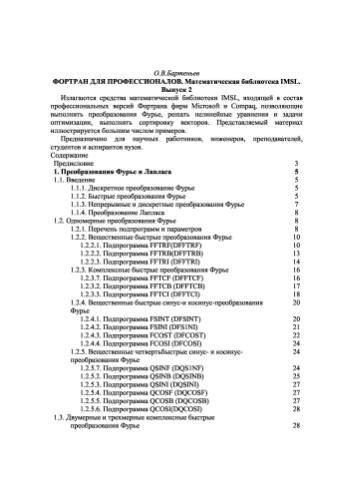 О.В.Бартеньев
ФОРТРАН ДЛЯ ПРОФЕССИОНАЛОВ. Математическая библиотека IMSL.
Выпуск 2
Излагаются средства математической библиотеки IMSL, входящей в состав
профессиональных версий Фортрана фирм Microsoft и Compaq, позволяющие
выполнять преобразования Фурье, решать нелинейные уравнения и задачи
оптимизации, выполнять сортировку векторов. Представляемый материал
иллюстрируется большим числом примеров.
Предназначено для научных работников, инженеров, преподавателей,
студентов и аспирантов вузов.
Содержание
Предисловие 3
1. Преобразования Фурье и Лапласа 5
1.1. Введение 5
1.1.1. Дискретное преобразование Фурье 5
1.1.2. Быстрые преобразования Фурье 5
1.1.3. Непрерывные и дискретные преобразования Фурье 7
1.1.4. Преобразование Лапласа 8
1.2. Одномерные преобразования Фурье 8
1.2.1. Перечень подпрограмм и параметров 8
1.2.2. Вещественные быстрые преобразования Фурье 10
1.2.2.1. Подпрограмма FFTRF(DFFTRF) 10
1.2.2.2. Подпрограмма FFTRB(DFFTRB) 13
1.2.2.3. Подпрограмма FFTRI (DFFTRI) 14
1.2.3. Комплексные быстрые преобразования Фурье 16
1.2.3.7. Подпрограмма FFTCF (DFFTCF) 16
1.2.3.2. Подпрограмма FFTCB (DFFTCB) 17
1.2.3.3. Подпрограмма FFTCI (DFFTCI) 18
1.2.4. Вещественные быстрые синус-и косинус-преобразования 20
Фурье
1.2.4.1. Подпрограмма FSINT (DFSINT) 20
1.2.4.2. Подпрограмма FSINI (DFS1NI) 21
1.2.4.3. Подпрограмма FCOST (DFCOST) 22
1.2.4.4. Подпрограмма FCOSI (DFCOSI) 24
1.2.5. Вещественные четвертьбыстрые синус- и косинус- 24
преобразования Фурье
1.2.5.7. Подпрограмма QSINF (DQS1NF) 24
1.2.5.2. Подпрограмма QSINB (DQSINB) 25
1.2.5.3. Подпрограмма QSINI (DQSINI) 27
1.2.5.4. Подпрограмма QCOSF (DQCOSF) 27
1.2.5.5. Подпрограмма QCOSB (DQCOSB) 27
1.2.5.6. Подпрограмма QCOSI(DQCOSI) 28
1.3. Двумерные и трехмерные комплексные быстрые
преобразования Фурье 28